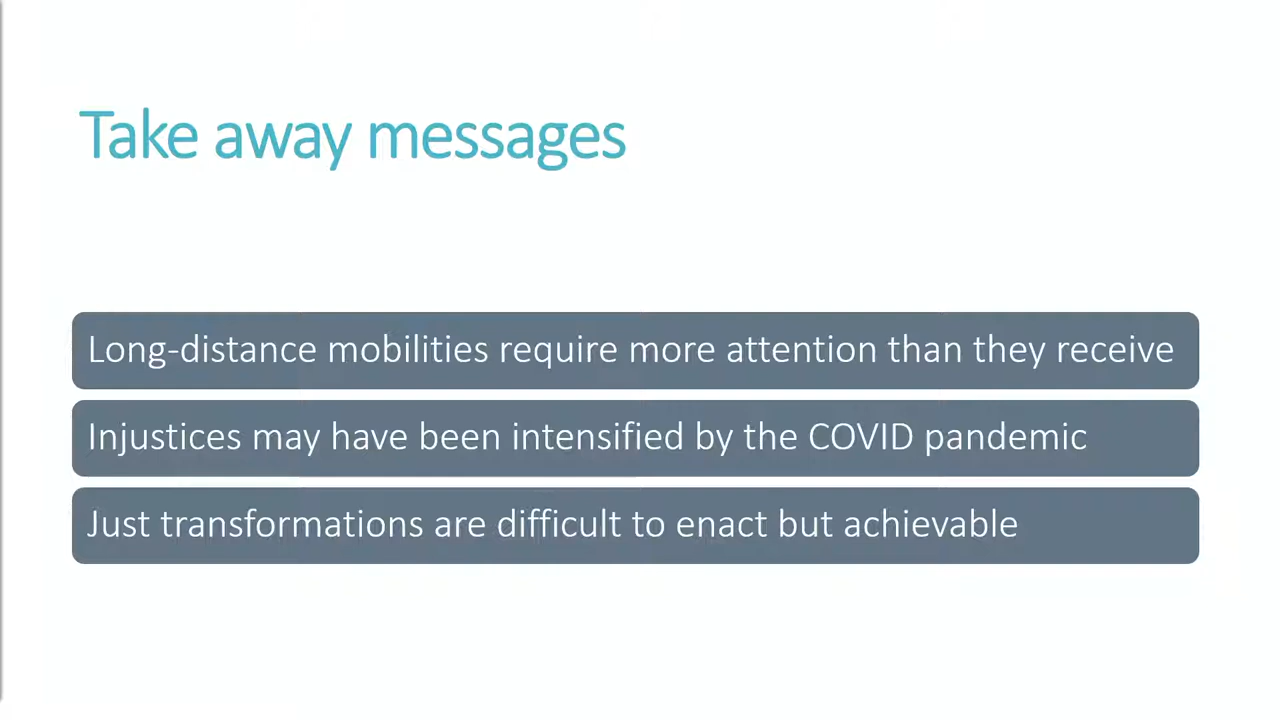 Take away messages
Long-distance mobilities require more attention than they receive
Injustices may have been intensified by the COVID pandemic
Just transformations are difficult to enact but achievable